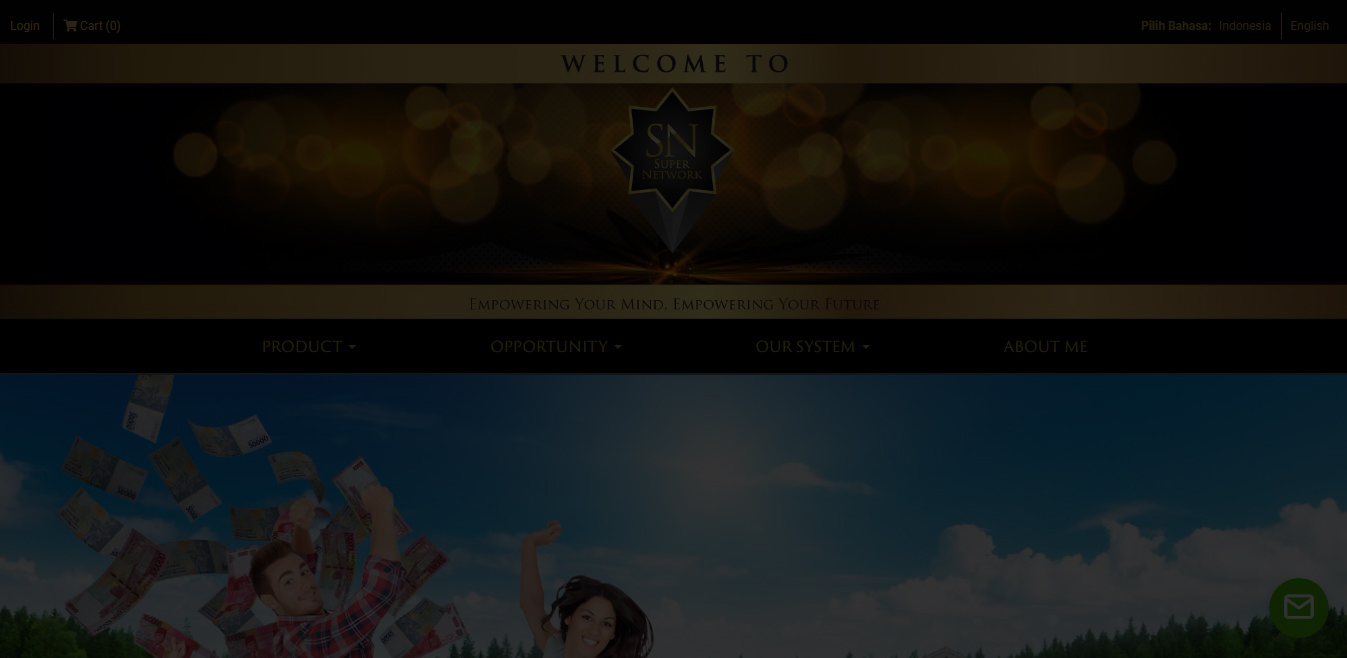 Login
Cart (0)
Pilih Bahasa: Indonesia English
WELCOME TO
SN
SUPER
NETWORK
EMPOWERING YOUR MIND, EMPOWERING YOUR FUTURE
PRODUCT OPPORTUNITY OUR SYSTEM ABOUT ME